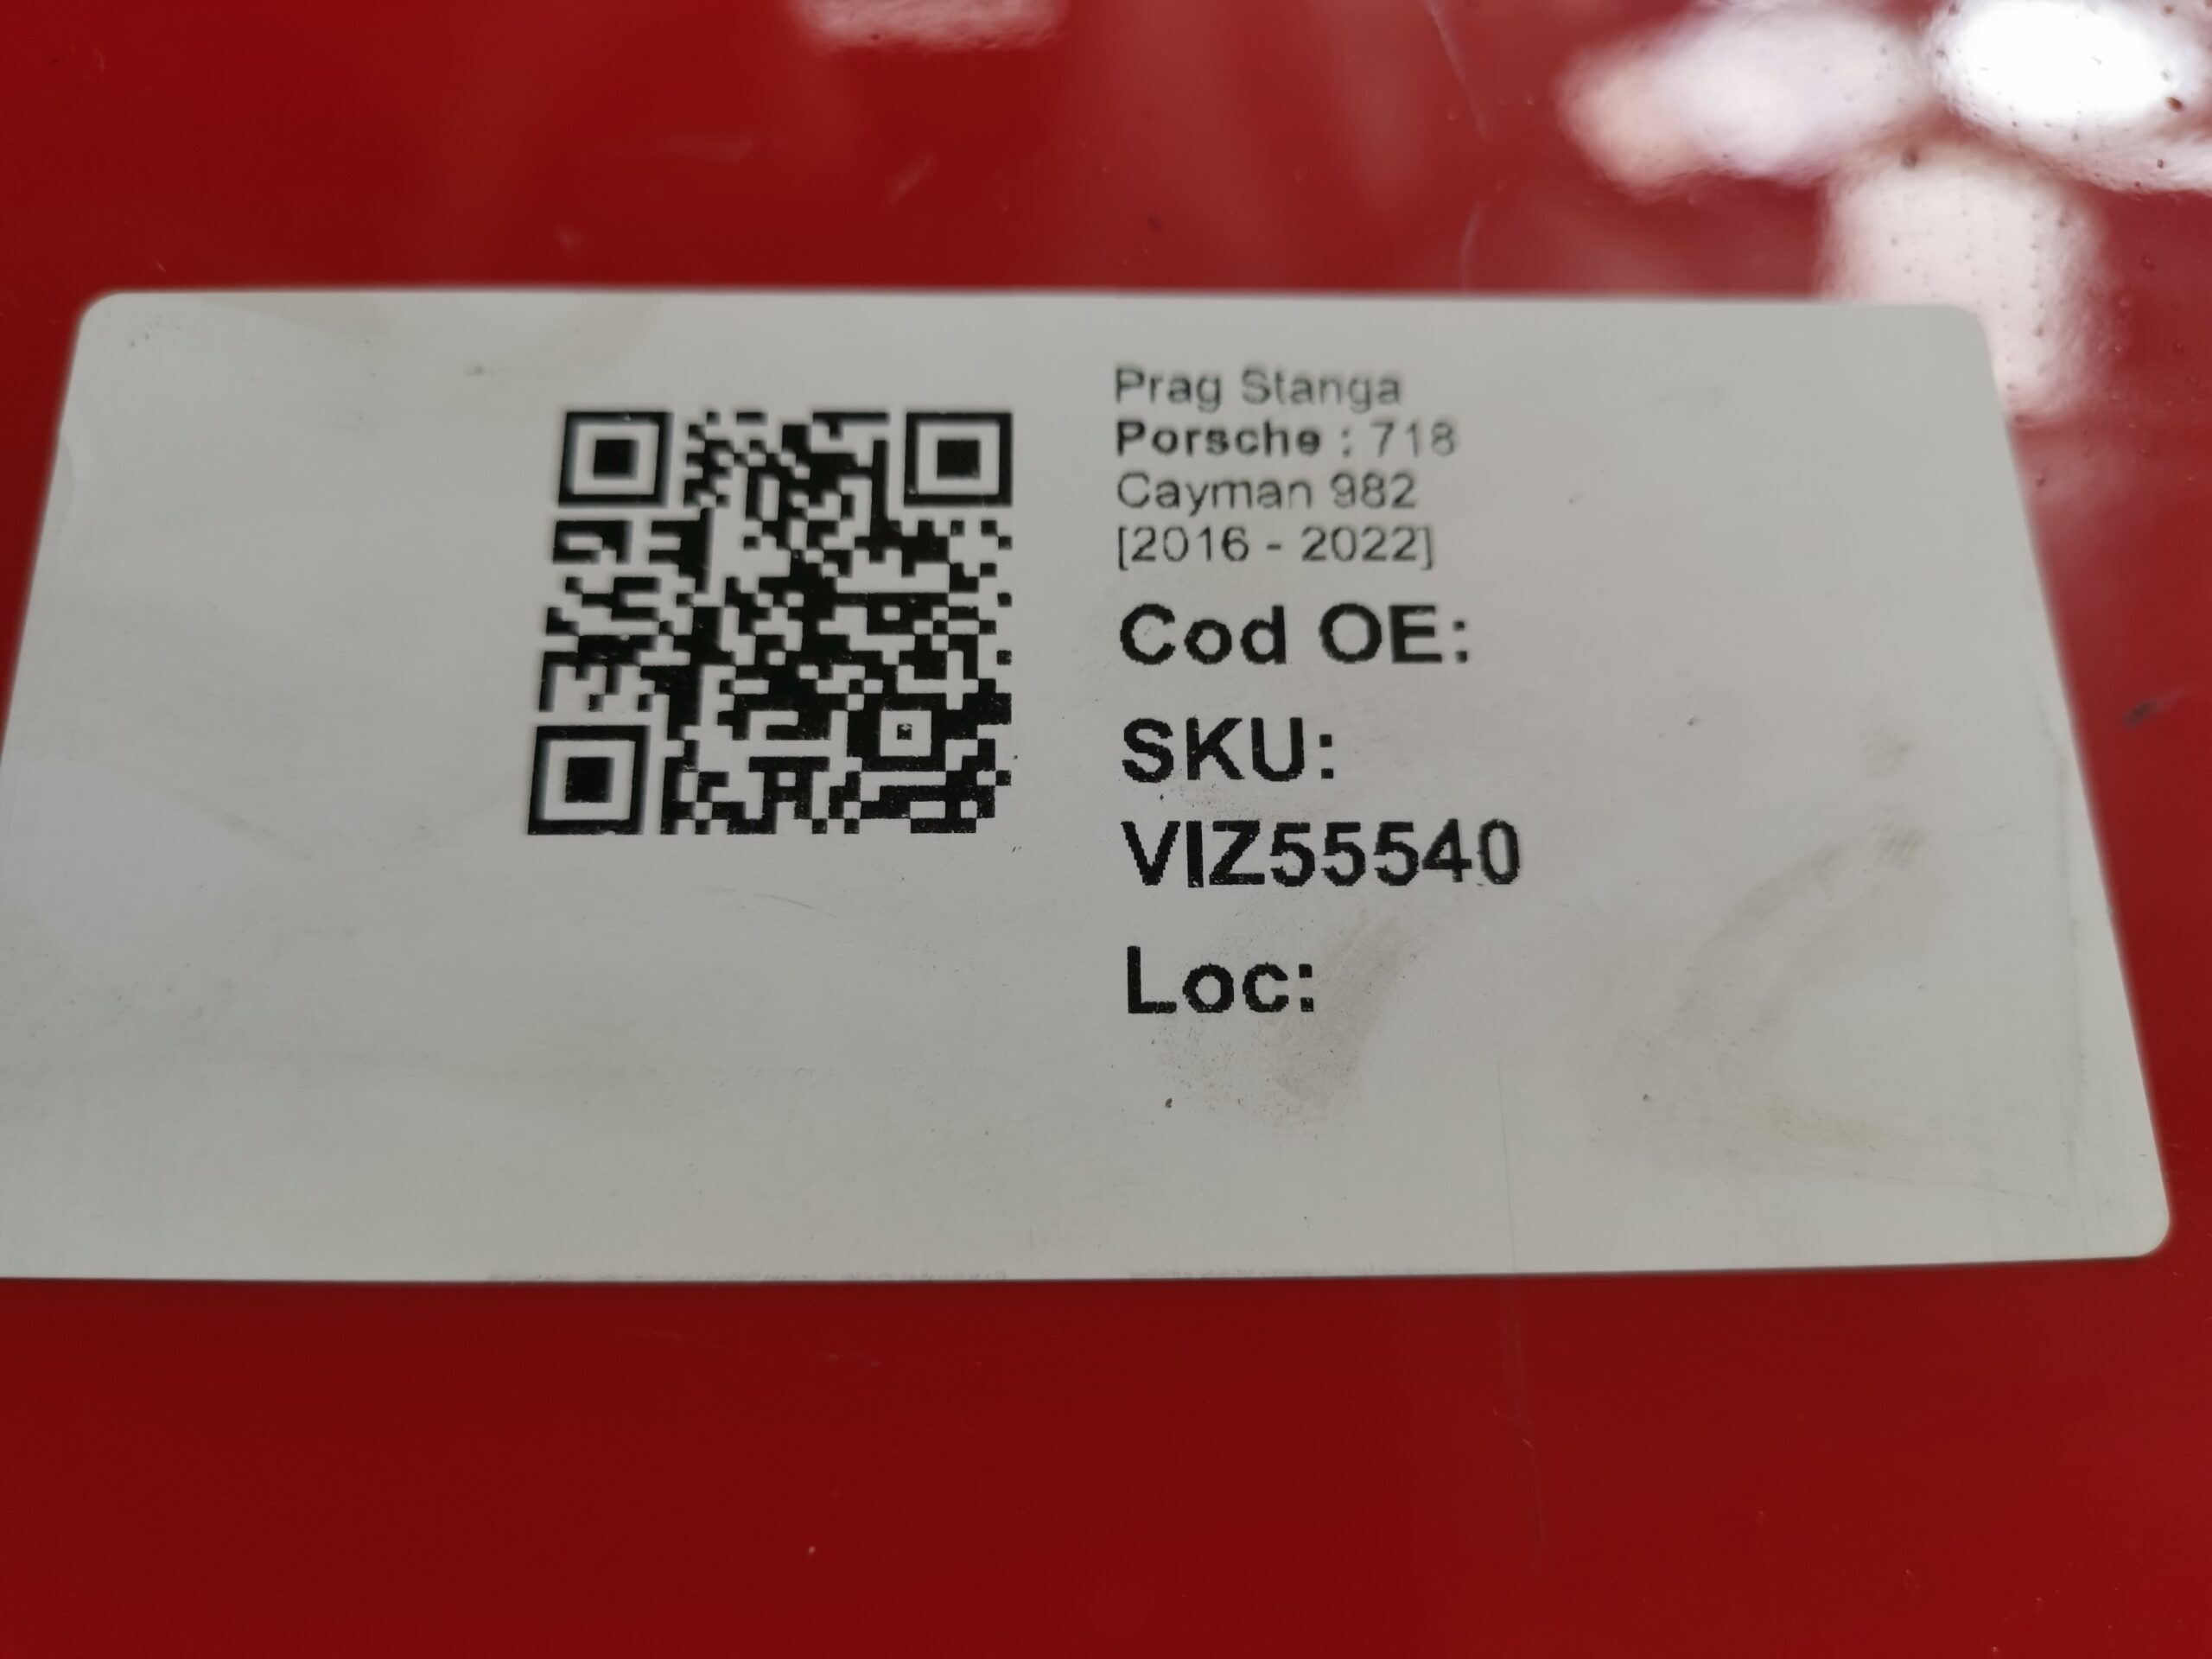 Prag Stanga
Porsche : 718
Cayman 982
[2016 - 2022]
Cod OE:
SKU:
VIZ55540
Loc: